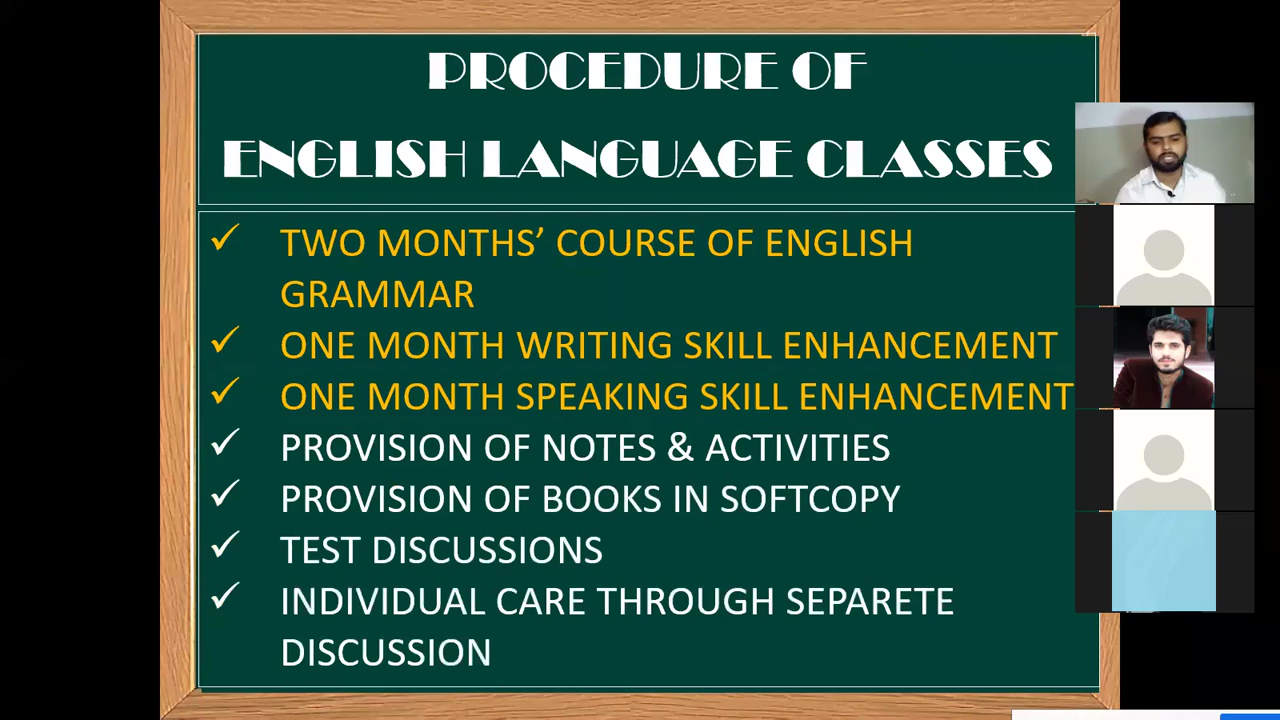 PROCEDURE OF
ENGLISH LANGUAGE CLASSES
✓ TWO MONTHS’ COURSE OF ENGLISH
GRAMMAR
✓ ONE MONTH WRITING SKILL ENHANCEMENT
✓ ONE MONTH SPEAKING SKILL ENHANCEMENT
✓ PROVISION OF NOTES & ACTIVITIES
✓ PROVISION OF BOOKS IN SOFTCOPY
✓ TEST DISCUSSIONS
✓ INDIVIDUAL CARE THROUGH SEPARETE
DISCUSSION